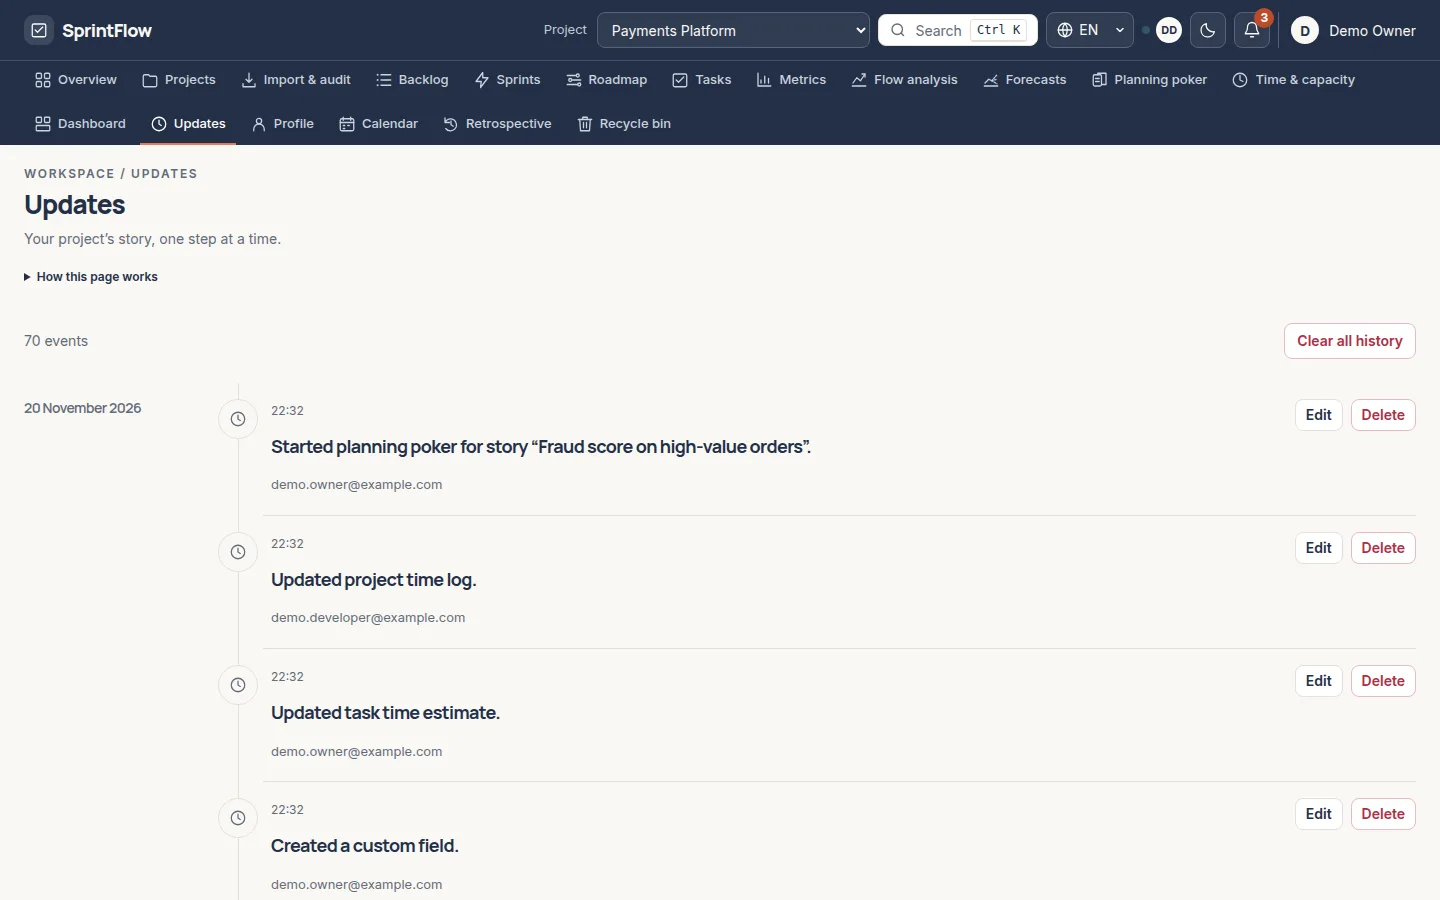 SprintFlow
Project
Payments Platform
Search Ctrl K
EN
DD
3
D
Demo Owner
Overview
Projects
Import & audit
Backlog
Sprints
Roadmap
Tasks
Metrics
Flow analysis
Forecasts
Planning poker
Time & capacity
Dashboard
Updates
Profile
Calendar
Retrospective
Recycle bin
WORKSPACE / UPDATES
Updates
Your project’s story, one step at a time.
How this page works
70 events
Clear all history
20 November 2026
22:32
Edit
Delete
Started planning poker for story “Fraud score on high-value orders”.
demo.owner@example.com
22:32
Edit
Delete
Updated project time log.
demo.developer@example.com
22:32
Edit
Delete
Updated task time estimate.
demo.owner@example.com
22:32
Edit
Delete
Created a custom field.
demo.owner@example.com